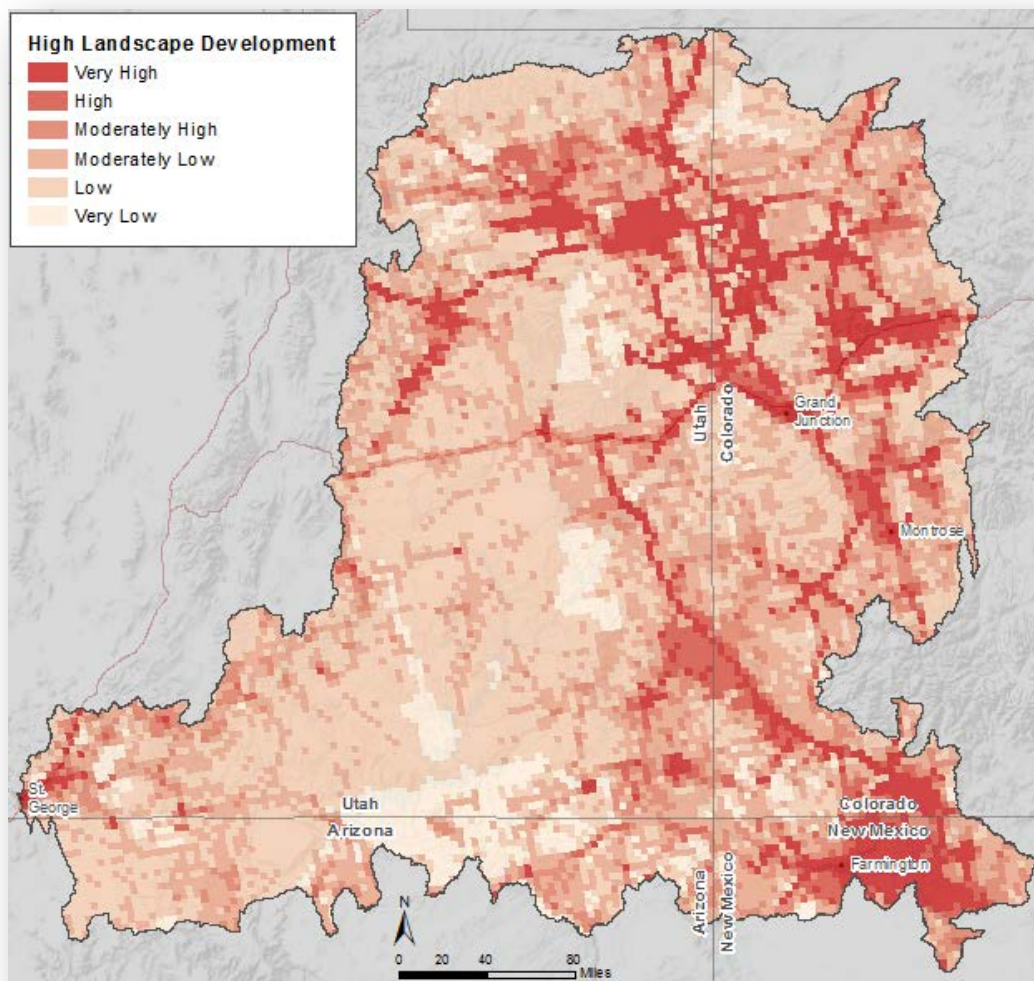 High Landscape Development
Very High
High
Moderately High
Moderately Low
Low
Very Low
Utah
Colorado
Grand
Junction
Montrose
St.
George
Utah
Arizona
Colorado
New Mexico
Farmington
Arizona
New Mexico
N
0 20 40 80
Miles